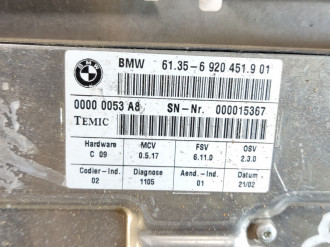 BMW 61.35-6 920 451.9 01
0000 0053 A8 SN-Nr. 000015367
TEMIC
Hardware MCV FSV OSV
C 09 0.5.17 6.11.0 2.3.0
Codier-Ind. Diagnose Aend.-Ind. Datum
02 1105 01 21/02